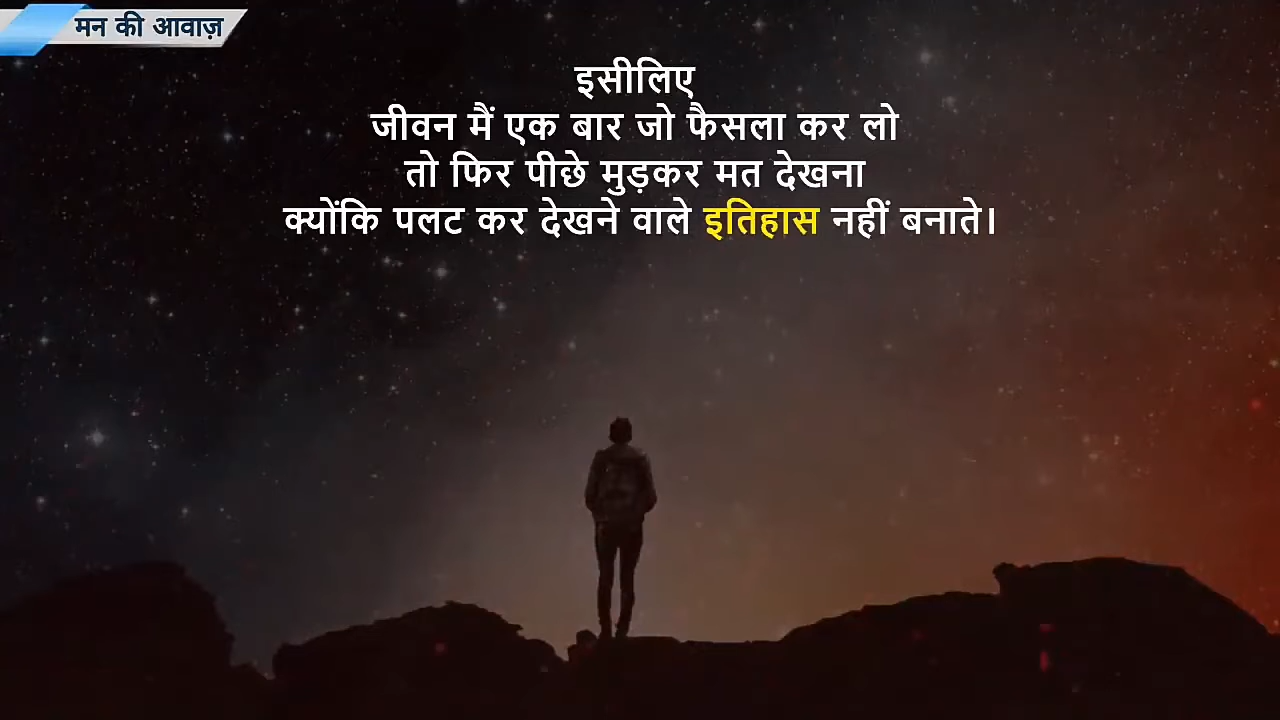 मन की आवाज़
इसीलिए
जीवन मैं एक बार जो फैसला कर लो
तो फिर पीछे मुड़कर मत देखना
क्योंकि पलट कर देखने वाले इतिहास नहीं बनाते।